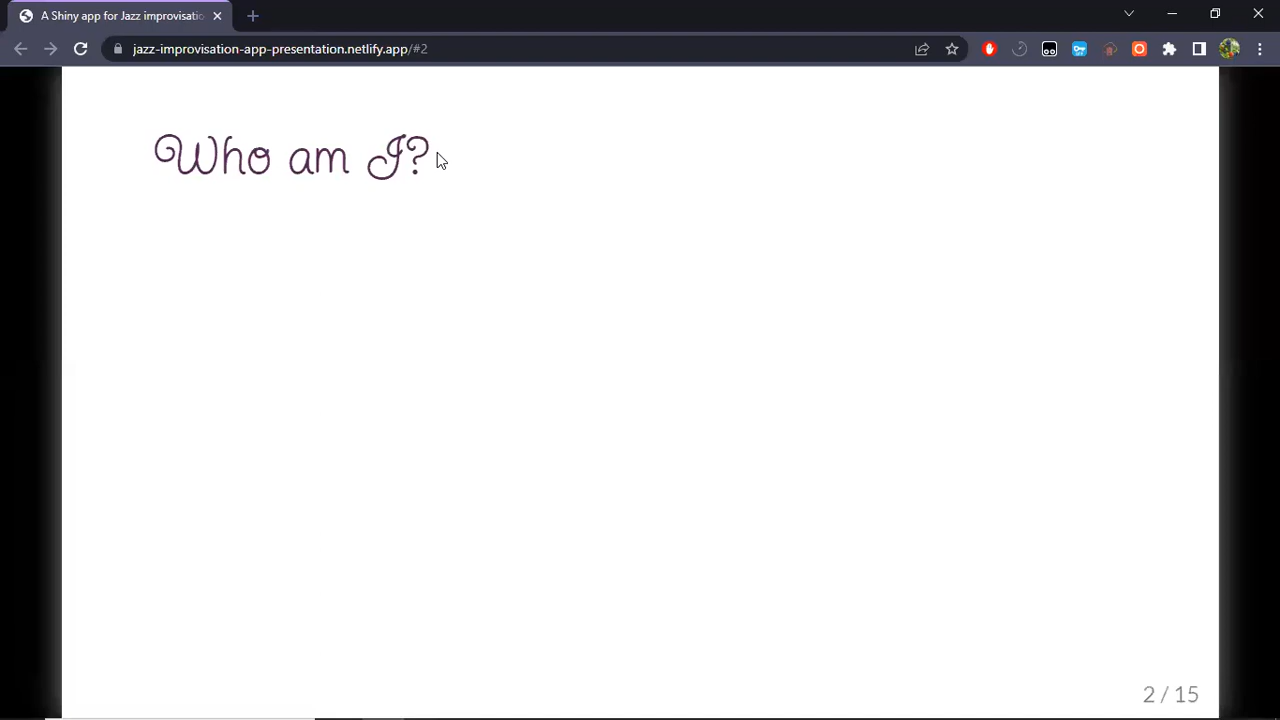 A Shiny app for Jazz improvisatio
jazz-improvisation-app-presentation.netlify.app/#2
Who am I?
2 / 15